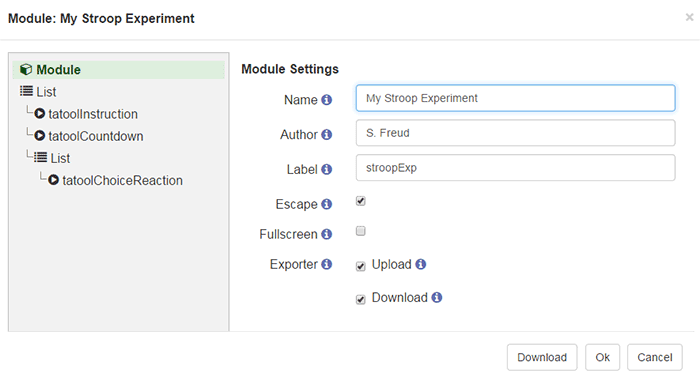 Module: My Stroop Experiment
×
Module
List
tatoolInstruction
tatoolCountdown
List
tatoolChoiceReaction
Module Settings
Name
My Stroop Experiment
Author
S. Freud
Label
stroopExp
Escape
Fullscreen
Exporter
Upload
Download
Download
Ok
Cancel